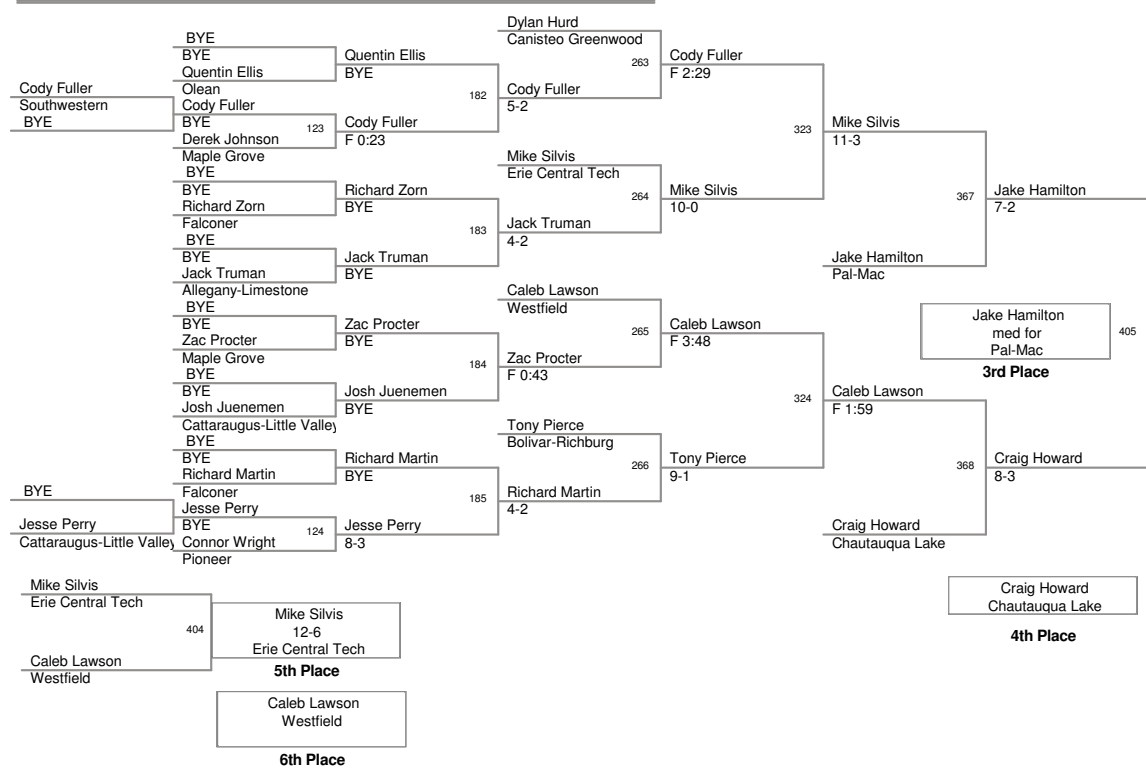 Cody Fuller
Southwestern
BYE
BYE
Jesse Perry
Cattaraugus-Little Valley
BYE
BYE
Quentin Ellis
Olean
Cody Fuller
BYE
123
Derek Johnson
Maple Grove
BYE
BYE
Richard Zorn
Falconer
BYE
BYE
Jack Truman
Allegany-Limestone
BYE
BYE
Zac Procter
Maple Grove
BYE
BYE
Josh Juenemen
Cattaraugus-Little Valley
BYE
BYE
Richard Martin
Falconer
Jesse Perry
BYE
124
Connor Wright
Pioneer
Quentin Ellis
BYE
182
Cody Fuller
F 0:23
Richard Zorn
BYE
183
Jack Truman
BYE
Zac Procter
BYE
184
Josh Juenemen
BYE
Richard Martin
BYE
185
Jesse Perry
8-3
Dylan Hurd
Canisteo Greenwood
263
Cody Fuller
5-2
Mike Silvis
Erie Central Tech
264
Jack Truman
4-2
Caleb Lawson
Westfield
265
Zac Procter
F 0:43
Tony Pierce
Bolivar-Richburg
266
Richard Martin
4-2
Cody Fuller
F 2:29
323
Mike Silvis
10-0
Caleb Lawson
F 3:48
324
Tony Pierce
9-1
Mike Silvis
11-3
367
Jake Hamilton
Pal-Mac
Caleb Lawson
F 1:59
368
Craig Howard
Chautauqua Lake
Jake Hamilton
7-2
Jake Hamilton
med for
Pal-Mac
405
3rd Place
Craig Howard
8-3
Craig Howard
Chautauqua Lake
4th Place
Mike Silvis
Erie Central Tech
404
Caleb Lawson
Westfield
Mike Silvis
12-6
Erie Central Tech
5th Place
Caleb Lawson
Westfield
6th Place